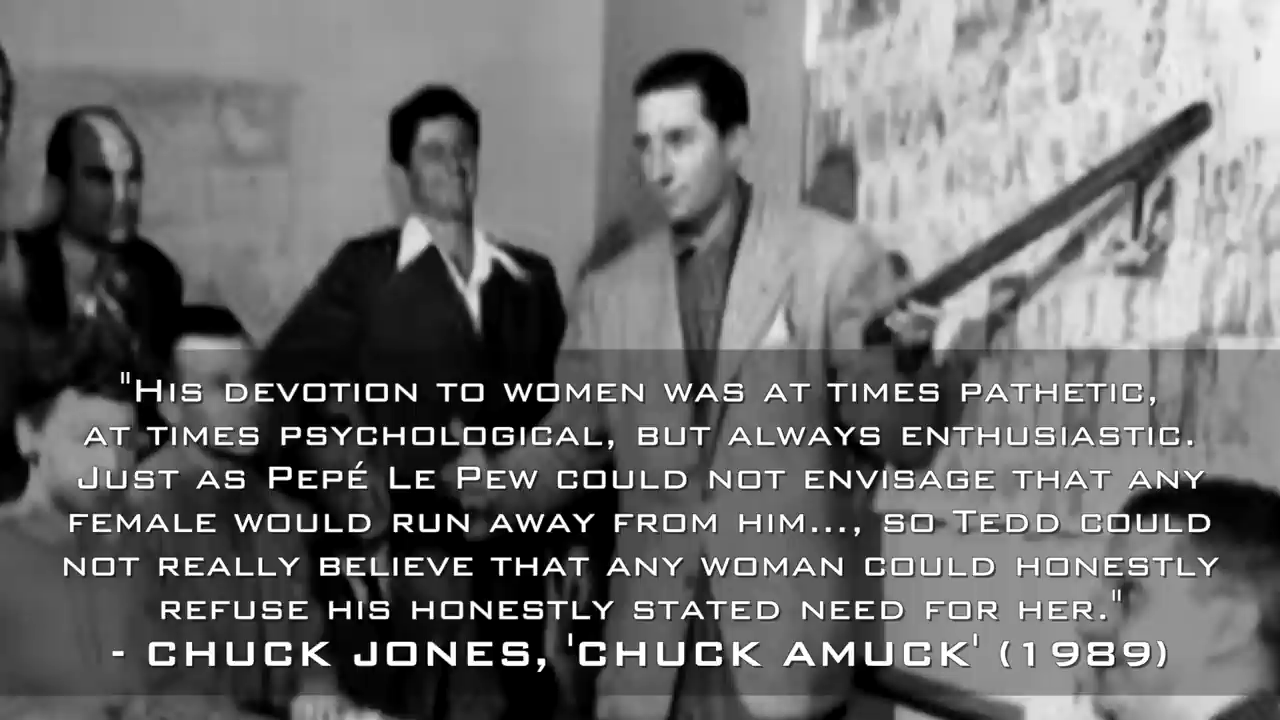 "His devotion to women was at times pathetic,
at times psychological, but always enthusiastic.
Just as Pepé Le Pew could not envisage that any
female would run away from him..., so Tedd could
not really believe that any woman could honestly
refuse his honestly stated need for her."
- CHUCK JONES, 'CHUCK AMUCK' (1989)